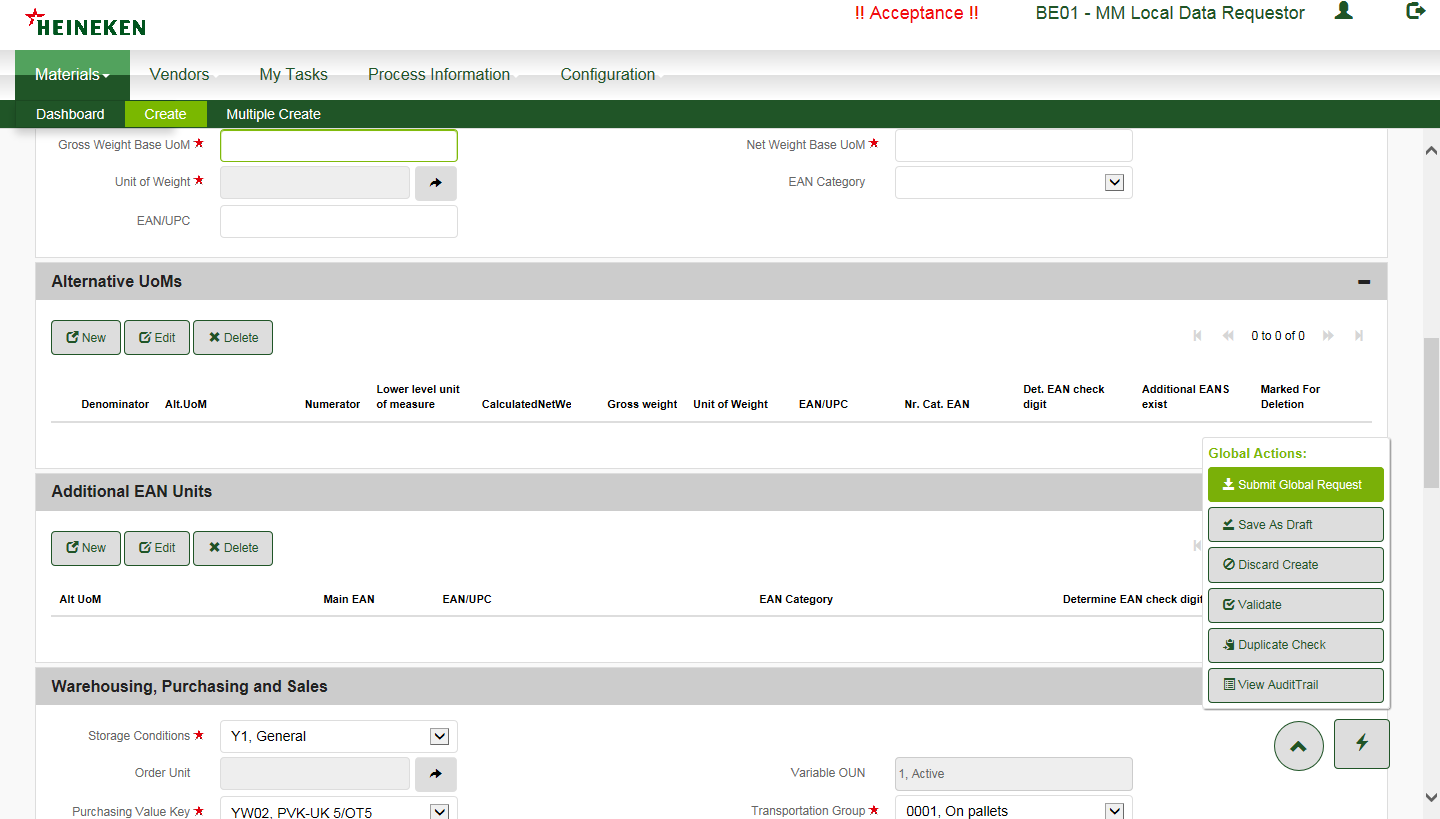 HEINEKEN
!! Acceptance !!
BE01 - MM Local Data Requestor
Materials
Vendors
My Tasks
Process Information
Configuration
Dashboard
Create
Multiple Create
Gross Weight Base UoM
Net Weight Base UoM
Unit of Weight
EAN Category
EAN/UPC
Alternative UoMs
New
Edit
Delete
0 to 0 of 0
Denominator
Alt.UoM
Numerator
Lower level unit
of measure
CalculatedNetWe
Gross weight
Unit of Weight
EAN/UPC
Nr. Cat. EAN
Det. EAN check
digit
Additional EANS
exist
Marked For
Deletion
Additional EAN Units
New
Edit
Delete
Alt UoM
Main EAN
EAN/UPC
EAN Category
Determine EAN check digit
Global Actions:
Submit Global Request
Save As Draft
Discard Create
Validate
Duplicate Check
View AuditTrail
Warehousing, Purchasing and Sales
Storage Conditions
Y1, General
Order Unit
Variable OUN
1, Active
Purchasing Value Key
YW02, PVK-UK 5/OT5
Transportation Group
0001, On pallets